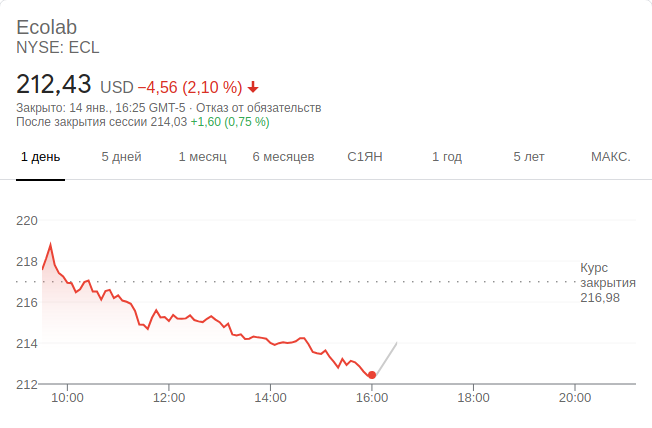 Ecolab
NYSE: ECL
212,43 USD −4,56 (2,10 %)
Закрыто: 14 янв., 16:25 GMT-5 · Отказ от обязательств
После закрытия сессии 214,03 +1,60 (0,75 %)
1 день 5 дней 1 месяц 6 месяцев С1ЯН 1 год 5 лет МАКС.
220
218
Курс
закрытия
216,98
216
214
212
10:00 12:00 14:00 16:00 18:00 20:00